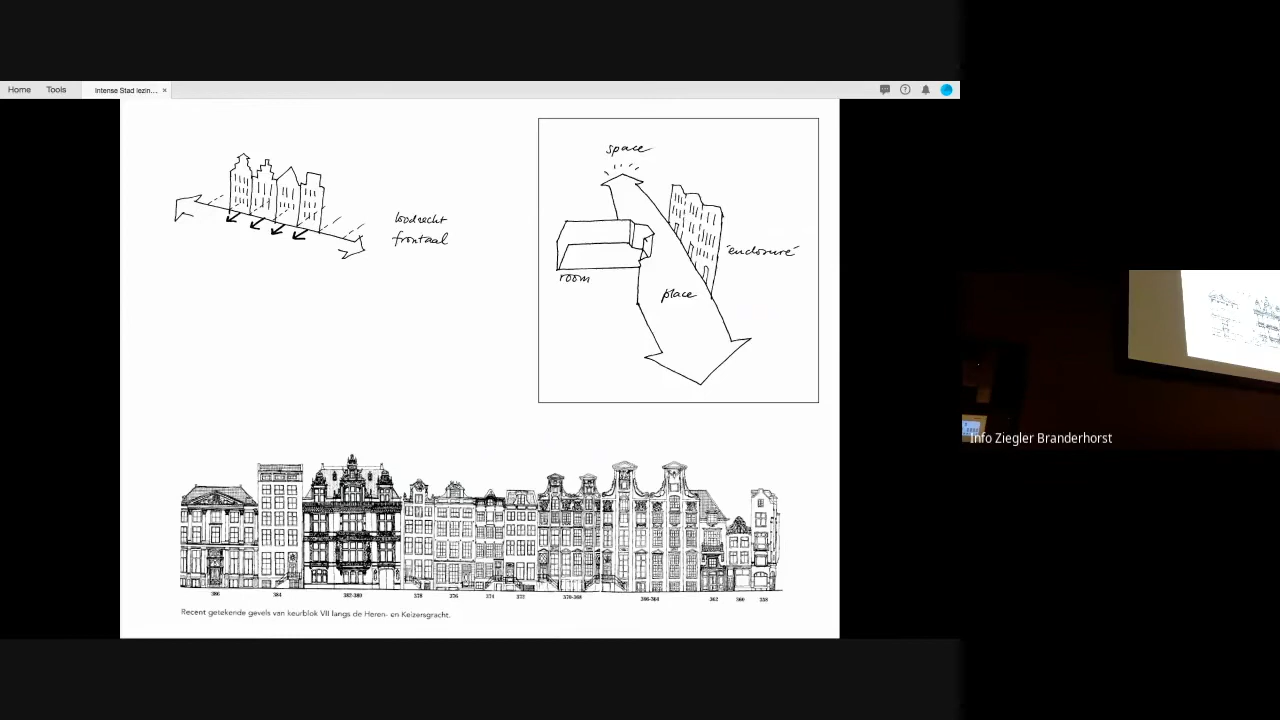 Home Tools Intense Stad lezin... ×
loodrecht
frontaal
space
"enclosure"
room
place
386 384 382-380 378 376 374 372 370-368 366-364 362 360 358
Recent getekende gevels van keurblok VII langs de Heren- en Keizersgracht.
Info Ziegler Branderhorst